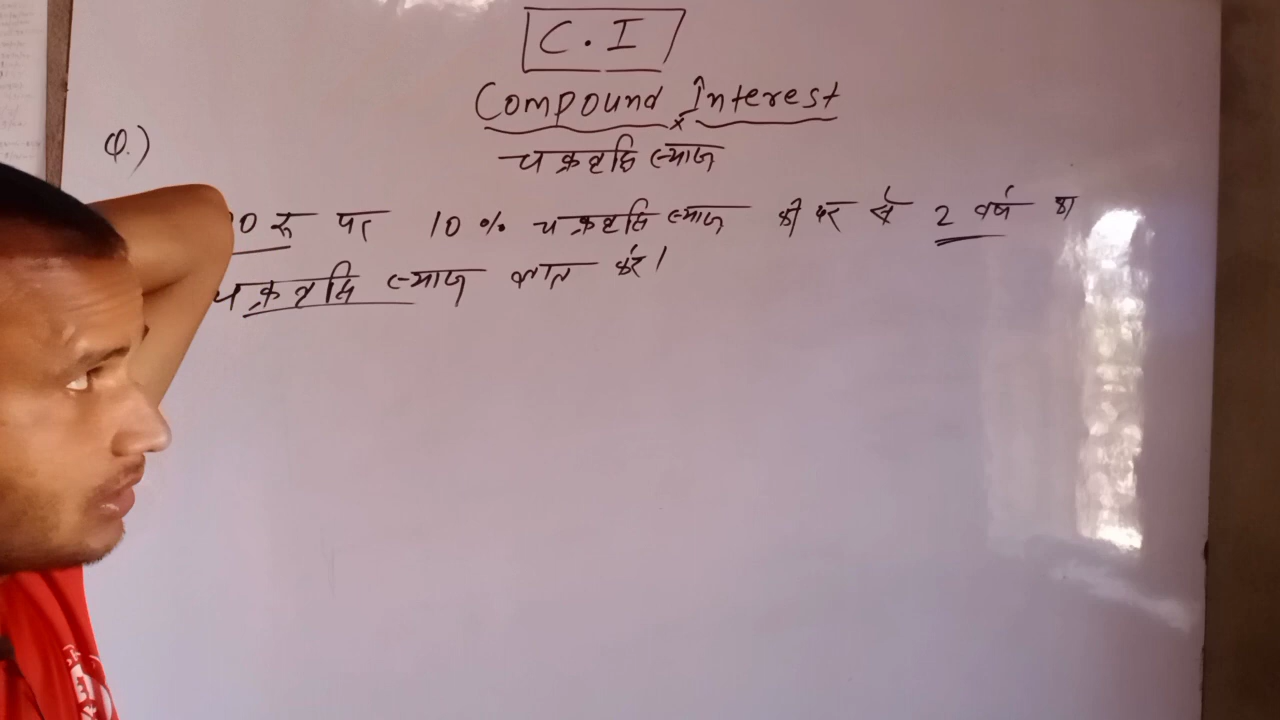 C.I
Compound Interest
चक्रवृद्धि ब्याज
Q.)
0 रू पर 10 % चक्रवृद्धि ब्याज की दर से 2 वर्ष का
चक्रवृद्धि ब्याज ज्ञात करें।